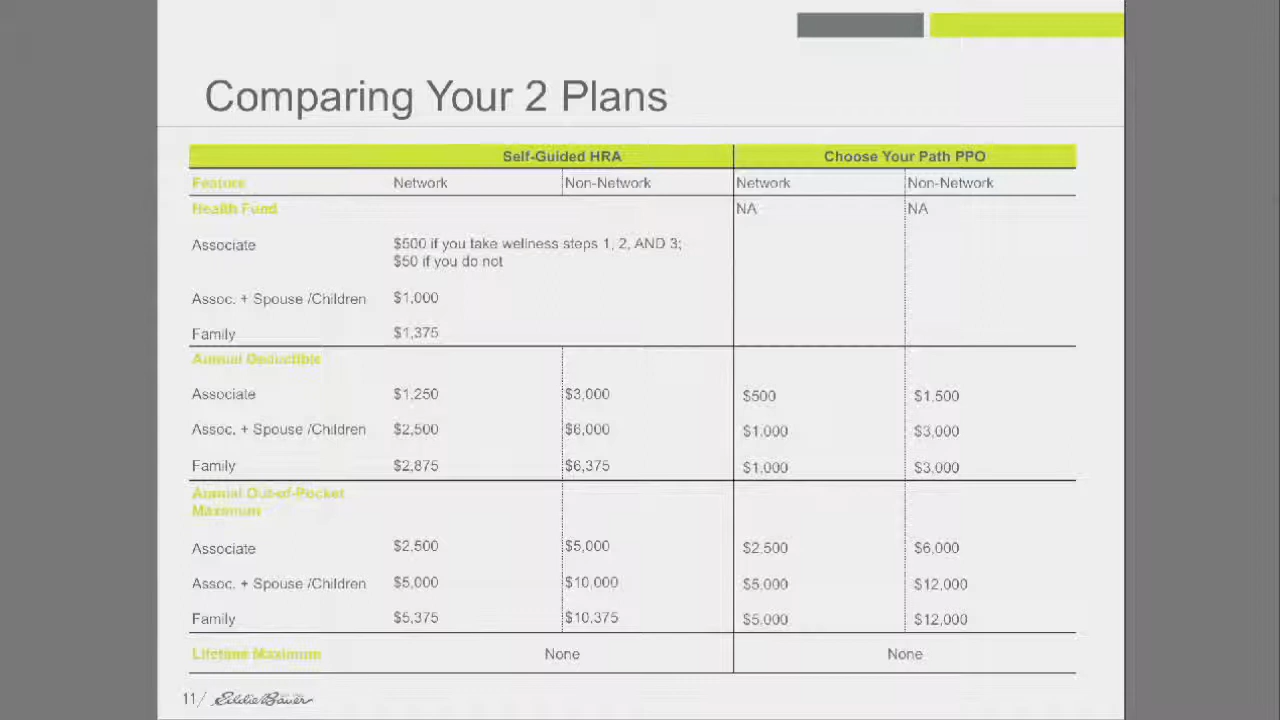 Comparing Your 2 Plans
Self-Guided HRA Choose Your Path PPO
Feature Network Non-Network Network Non-Network
Health Fund NA NA
Associate $500 if you take wellness steps 1, 2, AND 3;
$50 if you do not
Assoc. + Spouse /Children $1,000
Family $1,375
Annual Deductible
Associate $1,250 $3,000 $500 $1,500
Assoc. + Spouse /Children $2,500 $6,000 $1,000 $3,000
Family $2,875 $6,375 $1,000 $3,000
Annual Out-of-Pocket
Maximum
Associate $2,500 $5,000 $2,500 $6,000
Assoc. + Spouse /Children $5,000 $10,000 $5,000 $12,000
Family $5,375 $10,375 $5,000 $12,000
Lifetime Maximum None None
11/ Eddie Bauer